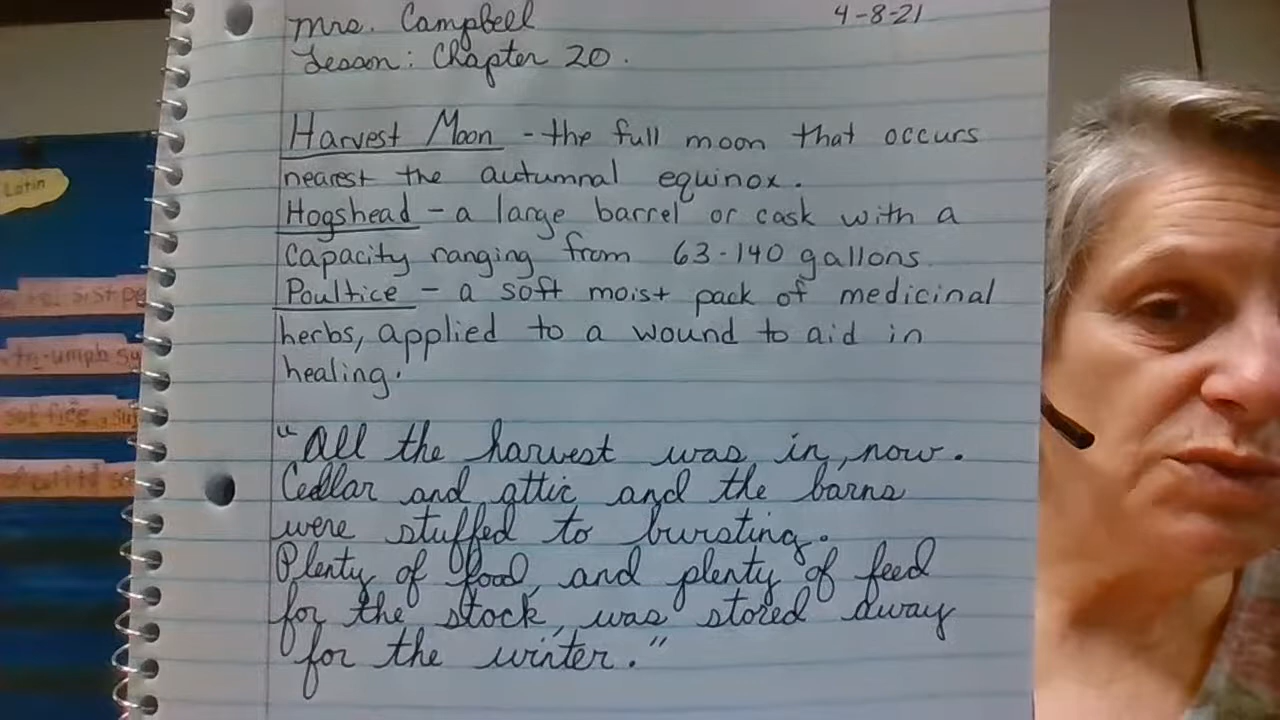 Mrs. Campbell 4-8-21
Lesson: Chapter 20.
Harvest Moon - the full moon that occurs
nearest the autumnal equinox.
Hogshead - a large barrel or cask with a
capacity ranging from 63-140 gallons.
Poultice - a soft moist pack of medicinal
herbs, applied to a wound to aid in
healing.
"All the harvest was in, now.
Cellar and attic and the barns
were stuffed to bursting.
Plenty of food, and plenty of feed
for the stock, was stored away
for the winter."
Latin
tri-umph